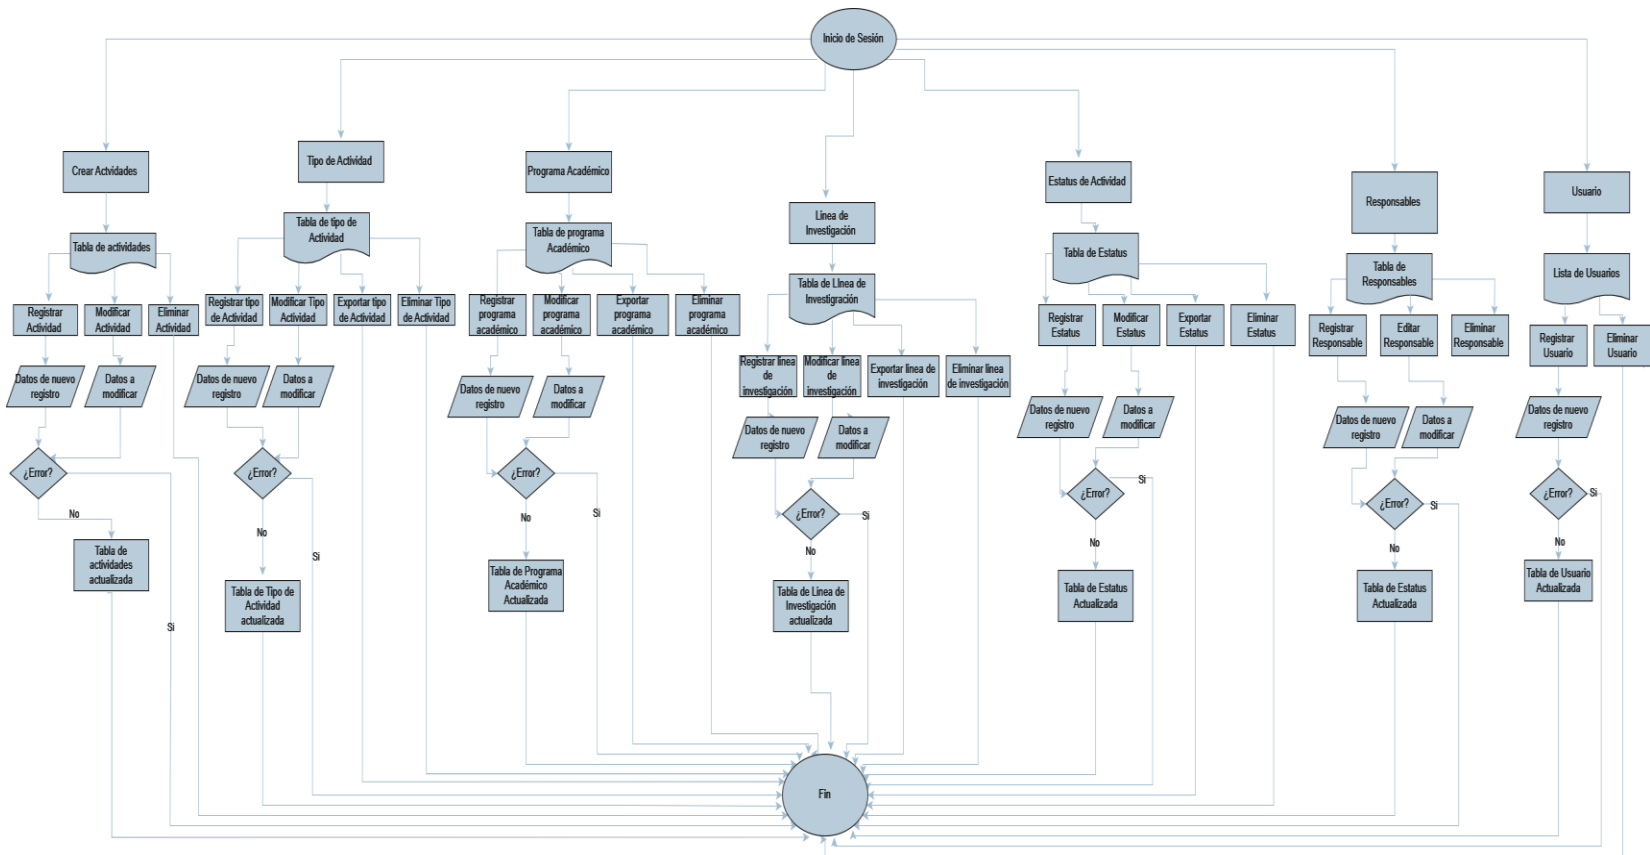 Inicio de Sesión
Crear Actvidades
Tipo de Actividad
Programa Académico
Linea de
Investigación
Estatus de Actividad
Responsables
Usuario
Tabla de actividades
Tabla de tipo de
Actividad
Tabla de programa
Académico
Tabla de Línea de
Investigración
Tabla de Estatus
Tabla de
Responsables
Lista de Usuarios
Registrar
Actividad
Modificar
Actividad
Eliminar
Actividad
Registrar tipo
de Actividad
Modificar Tipo
Actividad
Exportar tipo
de Actividad
Eliminar Tipo
de Actividad
Registrar
programa
académico
Modificar
programa
académico
Exportar
programa
académico
Eliminar
programa
académico
Registrar linea
de
investigación
Modificar linea
de
investigación
Exportar linea de
investigación
Eliminar linea
de investigación
Registrar
Estatus
Modificar
Estatus
Exportar
Estatus
Eliminar
Estatus
Registrar
Responsable
Editar
Responsable
Eliminar
Responsable
Registrar
Usuario
Eliminar
Usuario
Datos de nuevo
registro
Datos a
modificar
Datos de nuevo
registro
Datos a
modificar
Datos de nuevo
registro
Datos a
modificar
Datos de nuevo
registro
Datos a
modificar
Datos de nuevo
registro
Datos a
modificar
Datos de nuevo
registro
Datos a
modificar
Datos de nuevo
registro
¿Error?
¿Error?
¿Error?
¿Error?
¿Error?
¿Error?
¿Error?
No
Si
No
Si
No
Si
No
Si
No
Si
No
Si
No
Si
Tabla de
actividades
actualizada
Tabla de Tipo de
Actividad
actualizada
Tabla de Programa
Académico
Actualizada
Tabla de Linea de
Investigación
actualizada
Tabla de Estatus
Actualizada
Tabla de Estatus
Actualizada
Tabla de Usuario
Actualizada
Fin